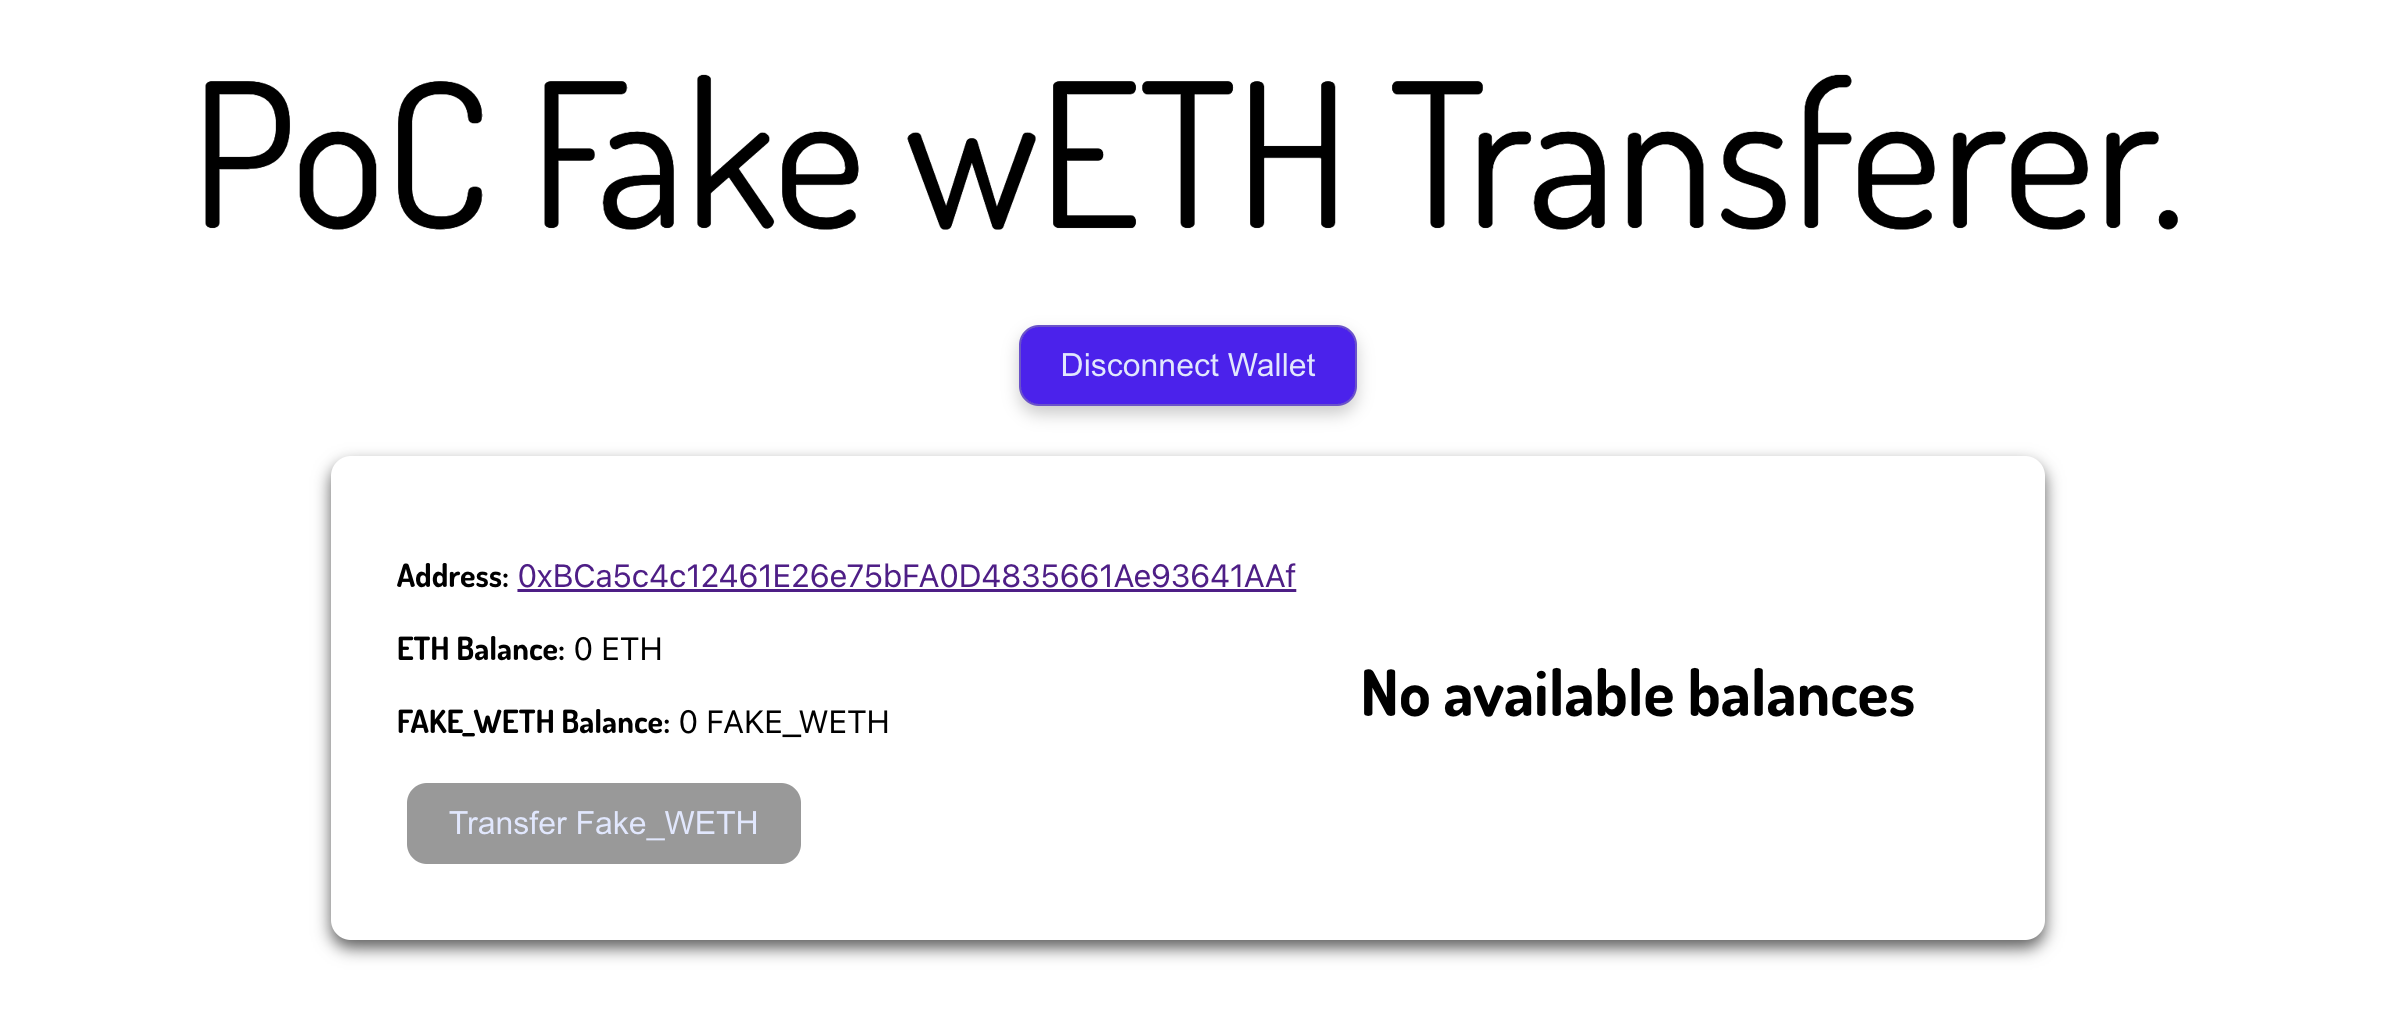 PoC Fake wETH Transferer.
Disconnect Wallet
Address: 0xBCa5c4c12461E26e75bFA0D4835661Ae93641AAf
ETH Balance: 0 ETH
FAKE_WETH Balance: 0 FAKE_WETH
Transfer Fake_WETH
No available balances